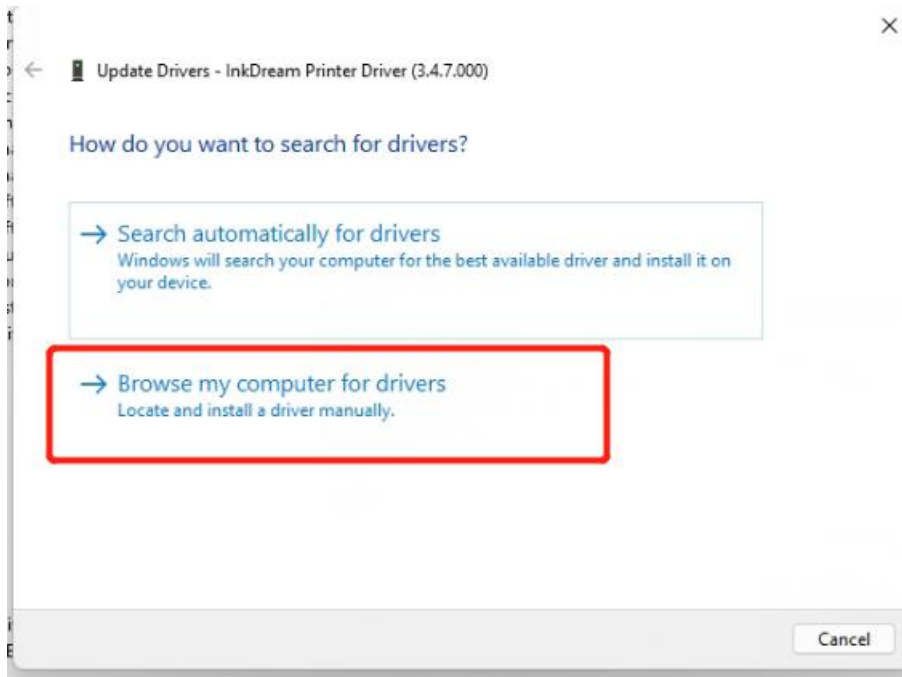 Update Drivers - InkDream Printer Driver (3.4.7.000)
How do you want to search for drivers?
Search automatically for drivers
Windows will search your computer for the best available driver and install it on
your device.
Browse my computer for drivers
Locate and install a driver manually.
Cancel